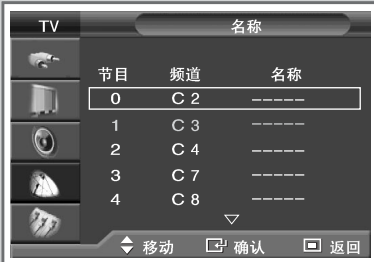 TV 名称
节目 频道 名称
0 C 2 -----
1 C 3 -----
2 C 4 -----
3 C 7 -----
4 C 8 -----
移动 确认 返回